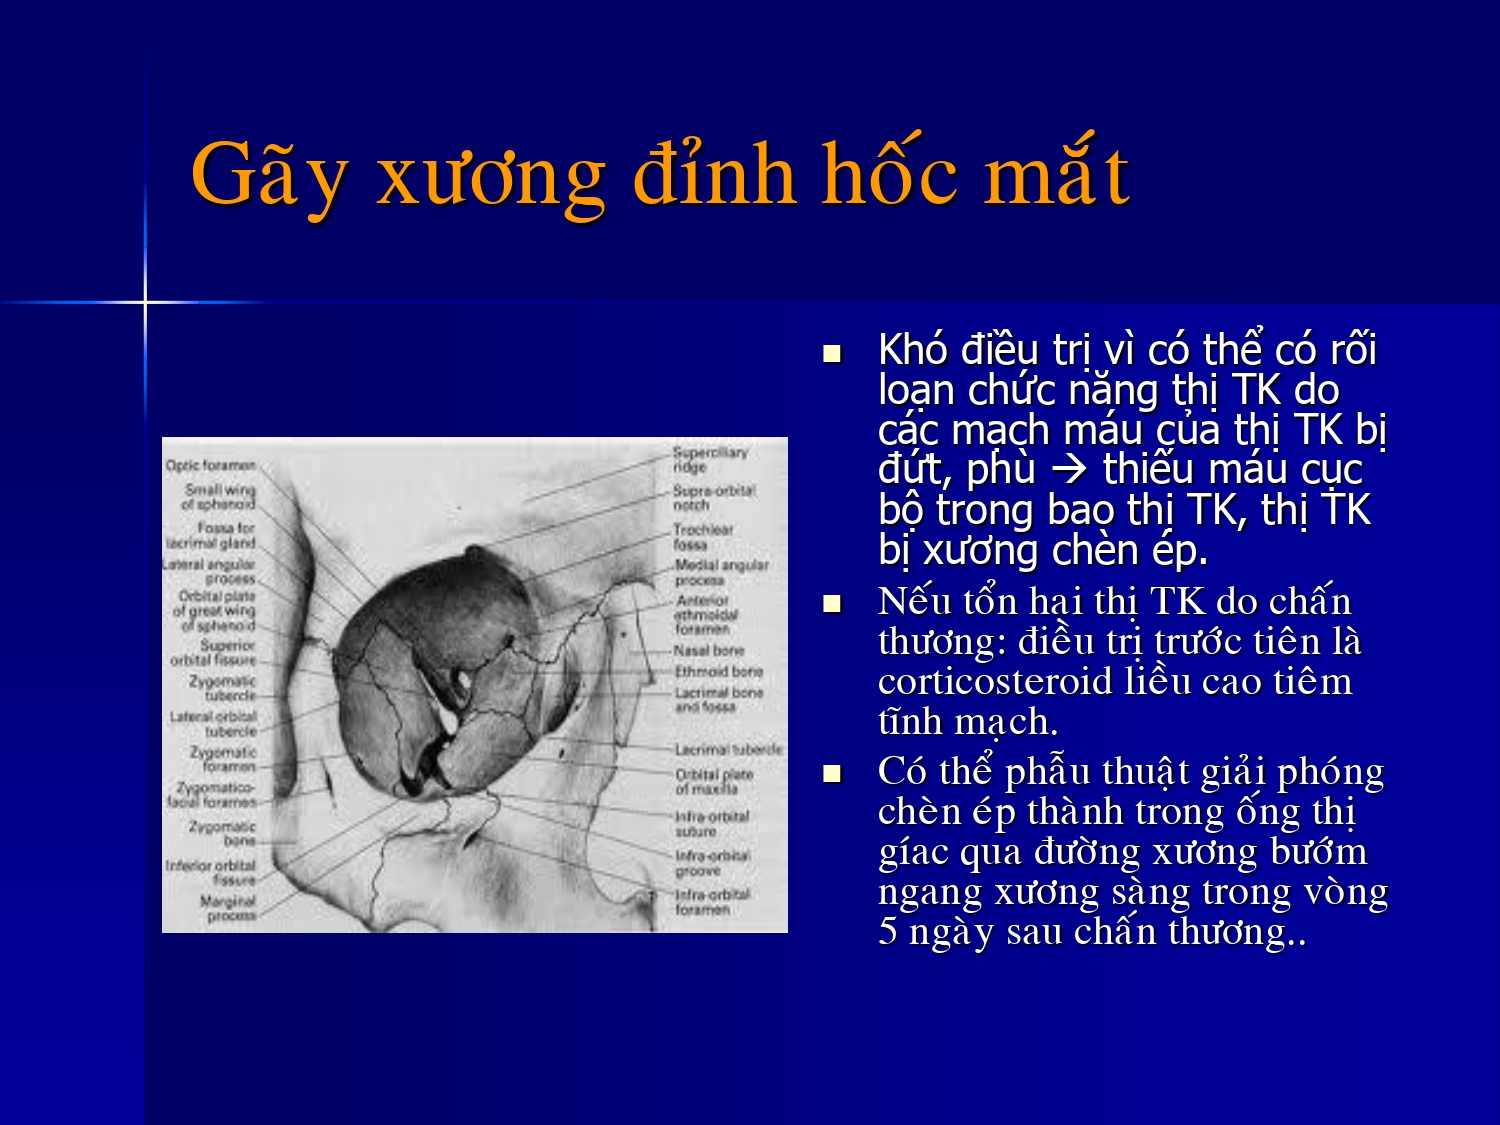 Gãy xương đỉnh hốc mắt
Khó điều trị vì có thể có rối
loạn chức năng thị TK do
các mạch máu của thị TK bị
đứt, phù → thiếu máu cục
bộ trong bao thị TK, thị TK
bị xương chèn ép.
Nếu tổn hại thị TK do chấn
thương: điều trị trước tiên là
corticosteroid liều cao tiêm
tĩnh mạch.
Có thể phẫu thuật giải phóng
chèn ép thành trong ống thị
gíac qua đường xương bướm
ngang xương sàng trong vòng
5 ngày sau chấn thương..
Optic foramen
Small wing
of sphenoid
Fossa for
lacrimal gland
Lateral angular
process
Orbital plate
of great wing
of sphenoid
Superior
orbital fissure
Zygomatic
tubercle
Lateral orbital
tubercle
Zygomatic
foramen
Zygomatico-
facial foramen
Zygomatic
bone
Inferior orbital
fissure
Marginal
process
Superciliary
ridge
Supra-orbital
notch
Trochlear
fossa
Medial angular
process
Anterior
ethmoidal
foramen
Nasal bone
Ethmoid bone
Lacrimal bone
and fossa
Lacrimal tubercle
Orbital plate
of maxilla
Infra-orbital
suture
Infra-orbital
groove
Infra-orbital
foramen